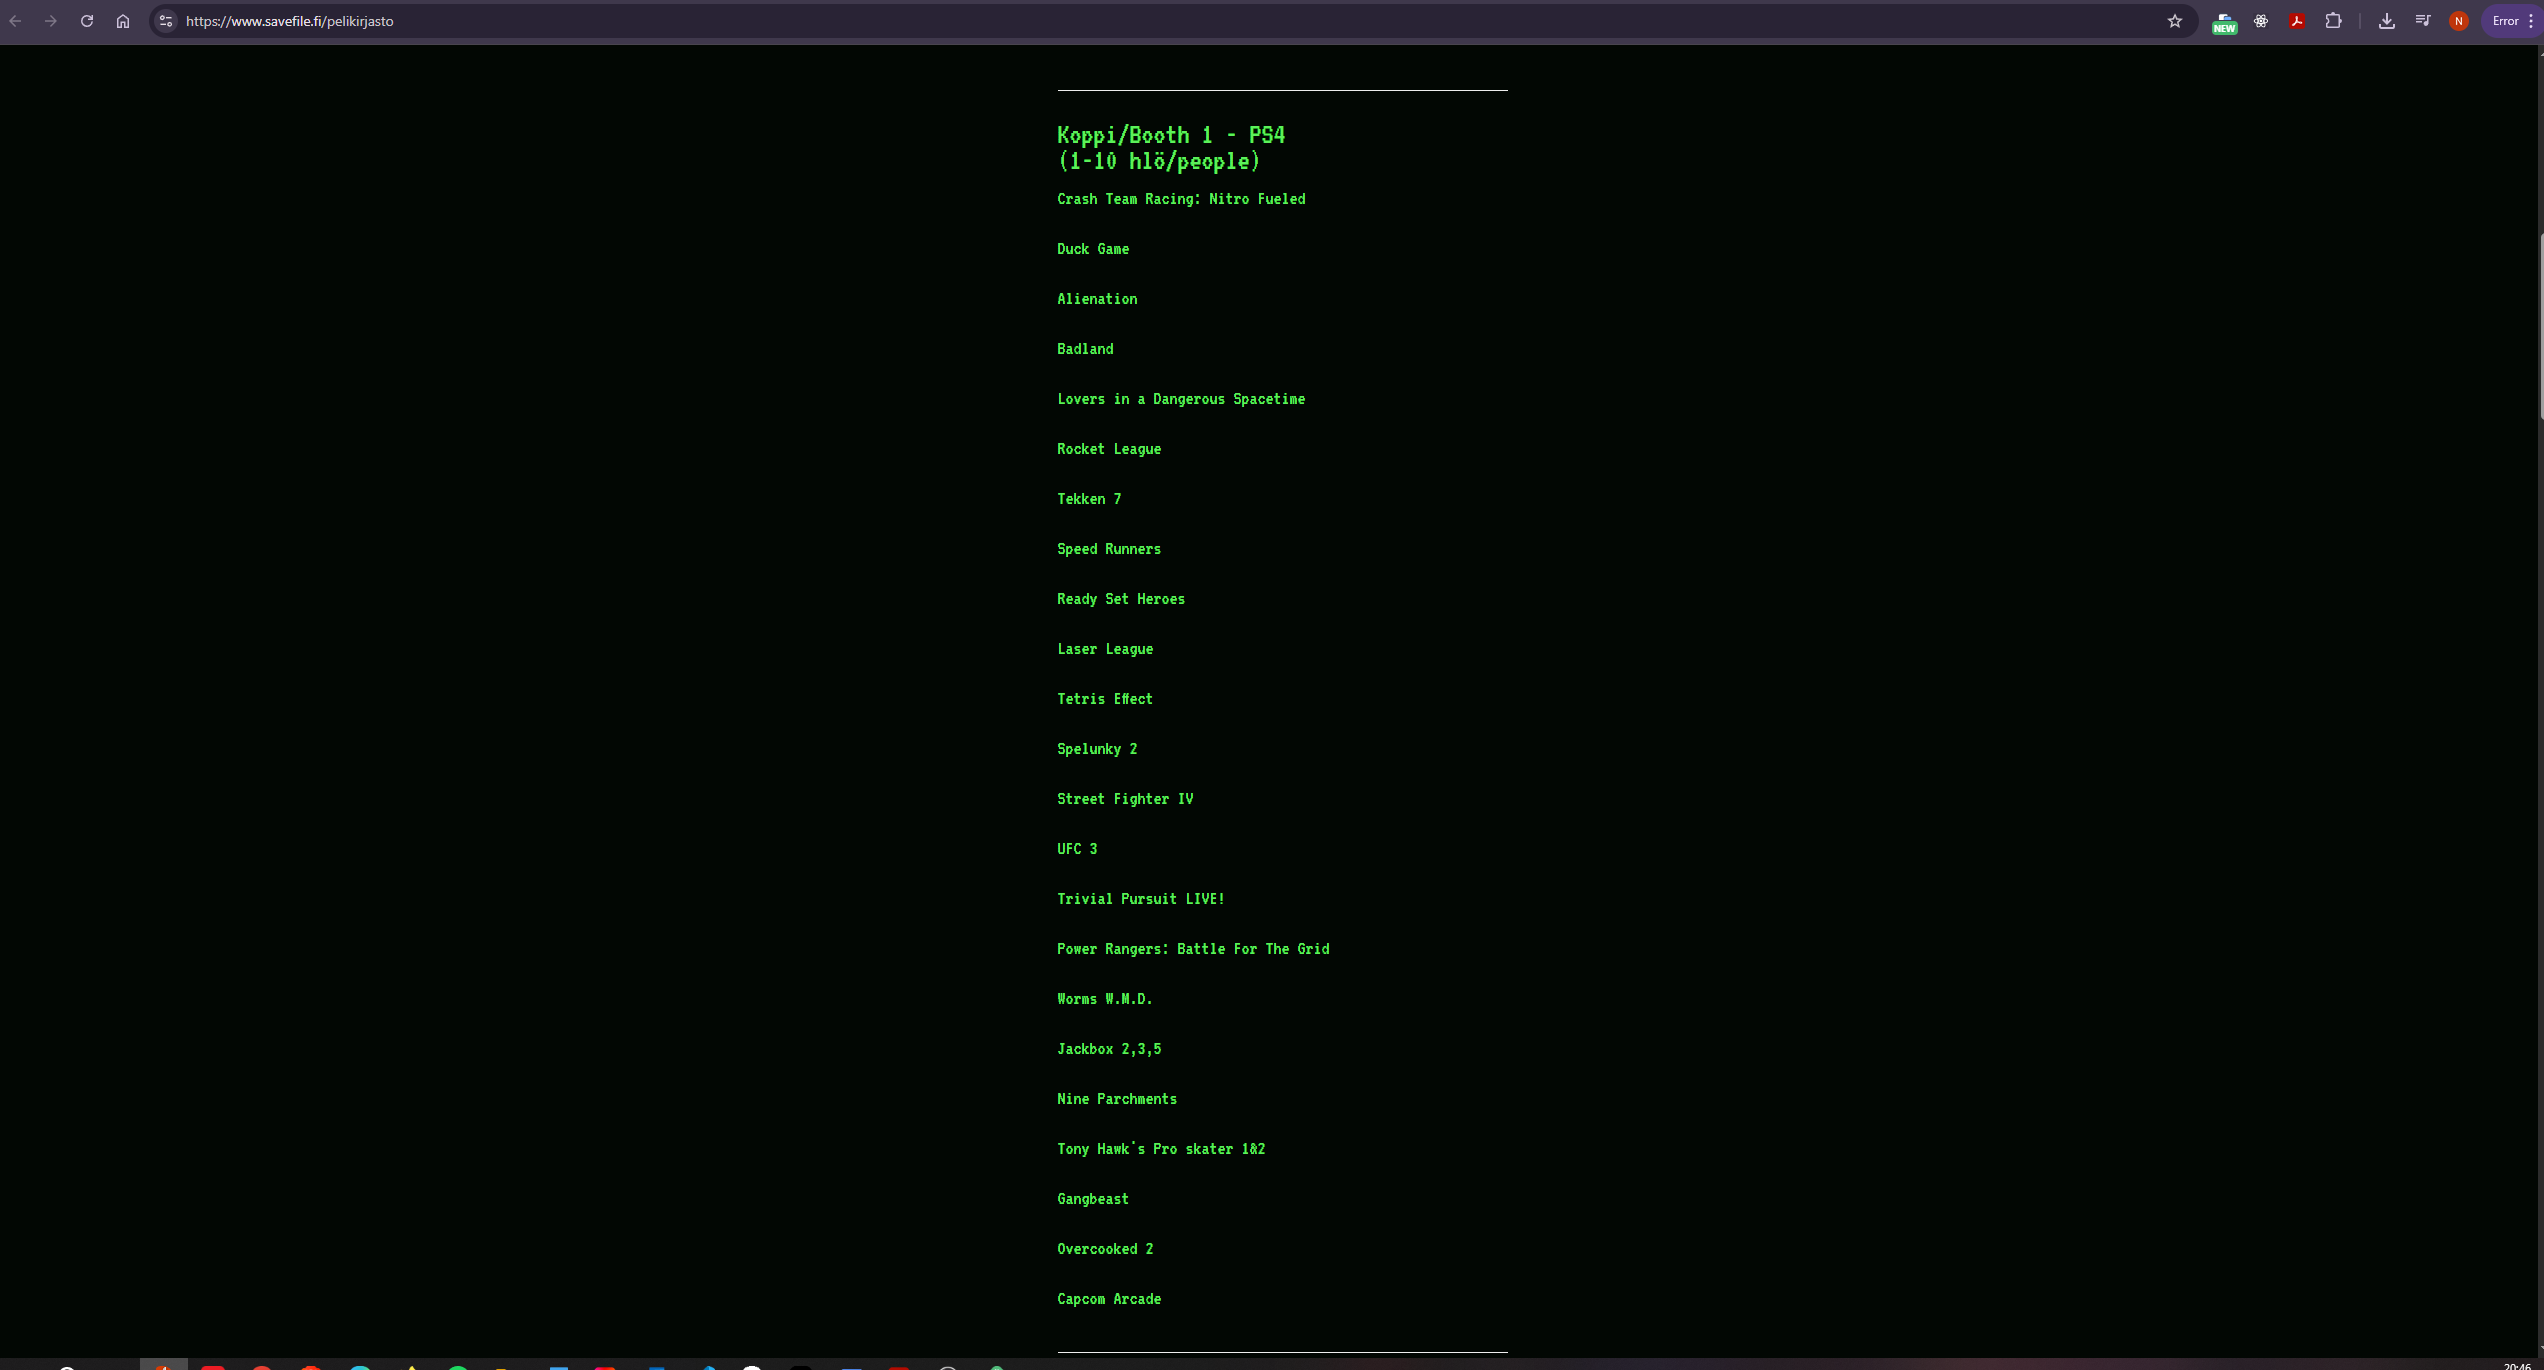 https://www.savefile.fi/pelikirjasto
NEW
N
Error
Koppi/Booth 1 - PS4
(1-10 hlö/people)
Crash Team Racing: Nitro Fueled
Duck Game
Alienation
Badland
Lovers in a Dangerous Spacetime
Rocket League
Tekken 7
Speed Runners
Ready Set Heroes
Laser League
Tetris Effect
Spelunky 2
Street Fighter IV
UFC 3
Trivial Pursuit LIVE!
Power Rangers: Battle For The Grid
Worms W.M.D.
Jackbox 2,3,5
Nine Parchments
Tony Hawk's Pro skater 1&2
Gangbeast
Overcooked 2
Capcom Arcade
20:46